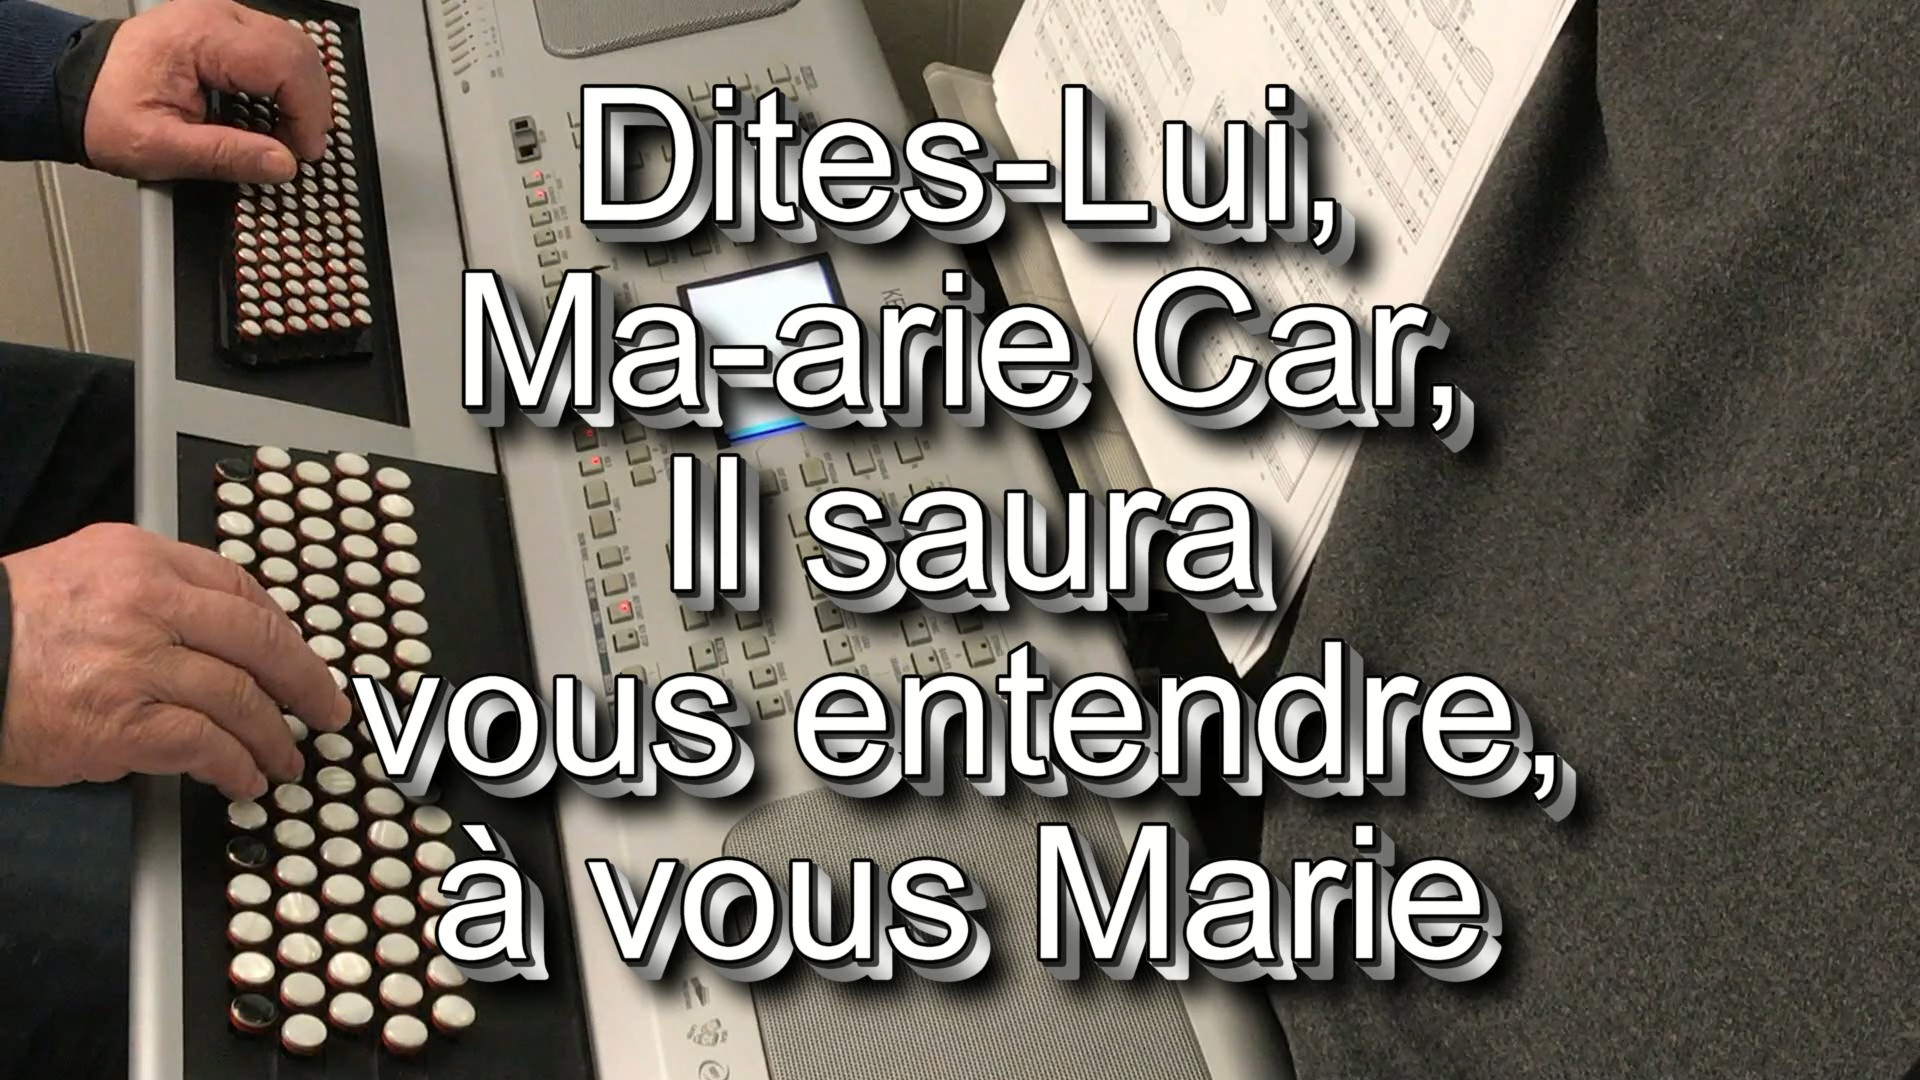 Dites-Lui,
Ma-arie Car,
Il saura
vous entendre,
à vous Marie